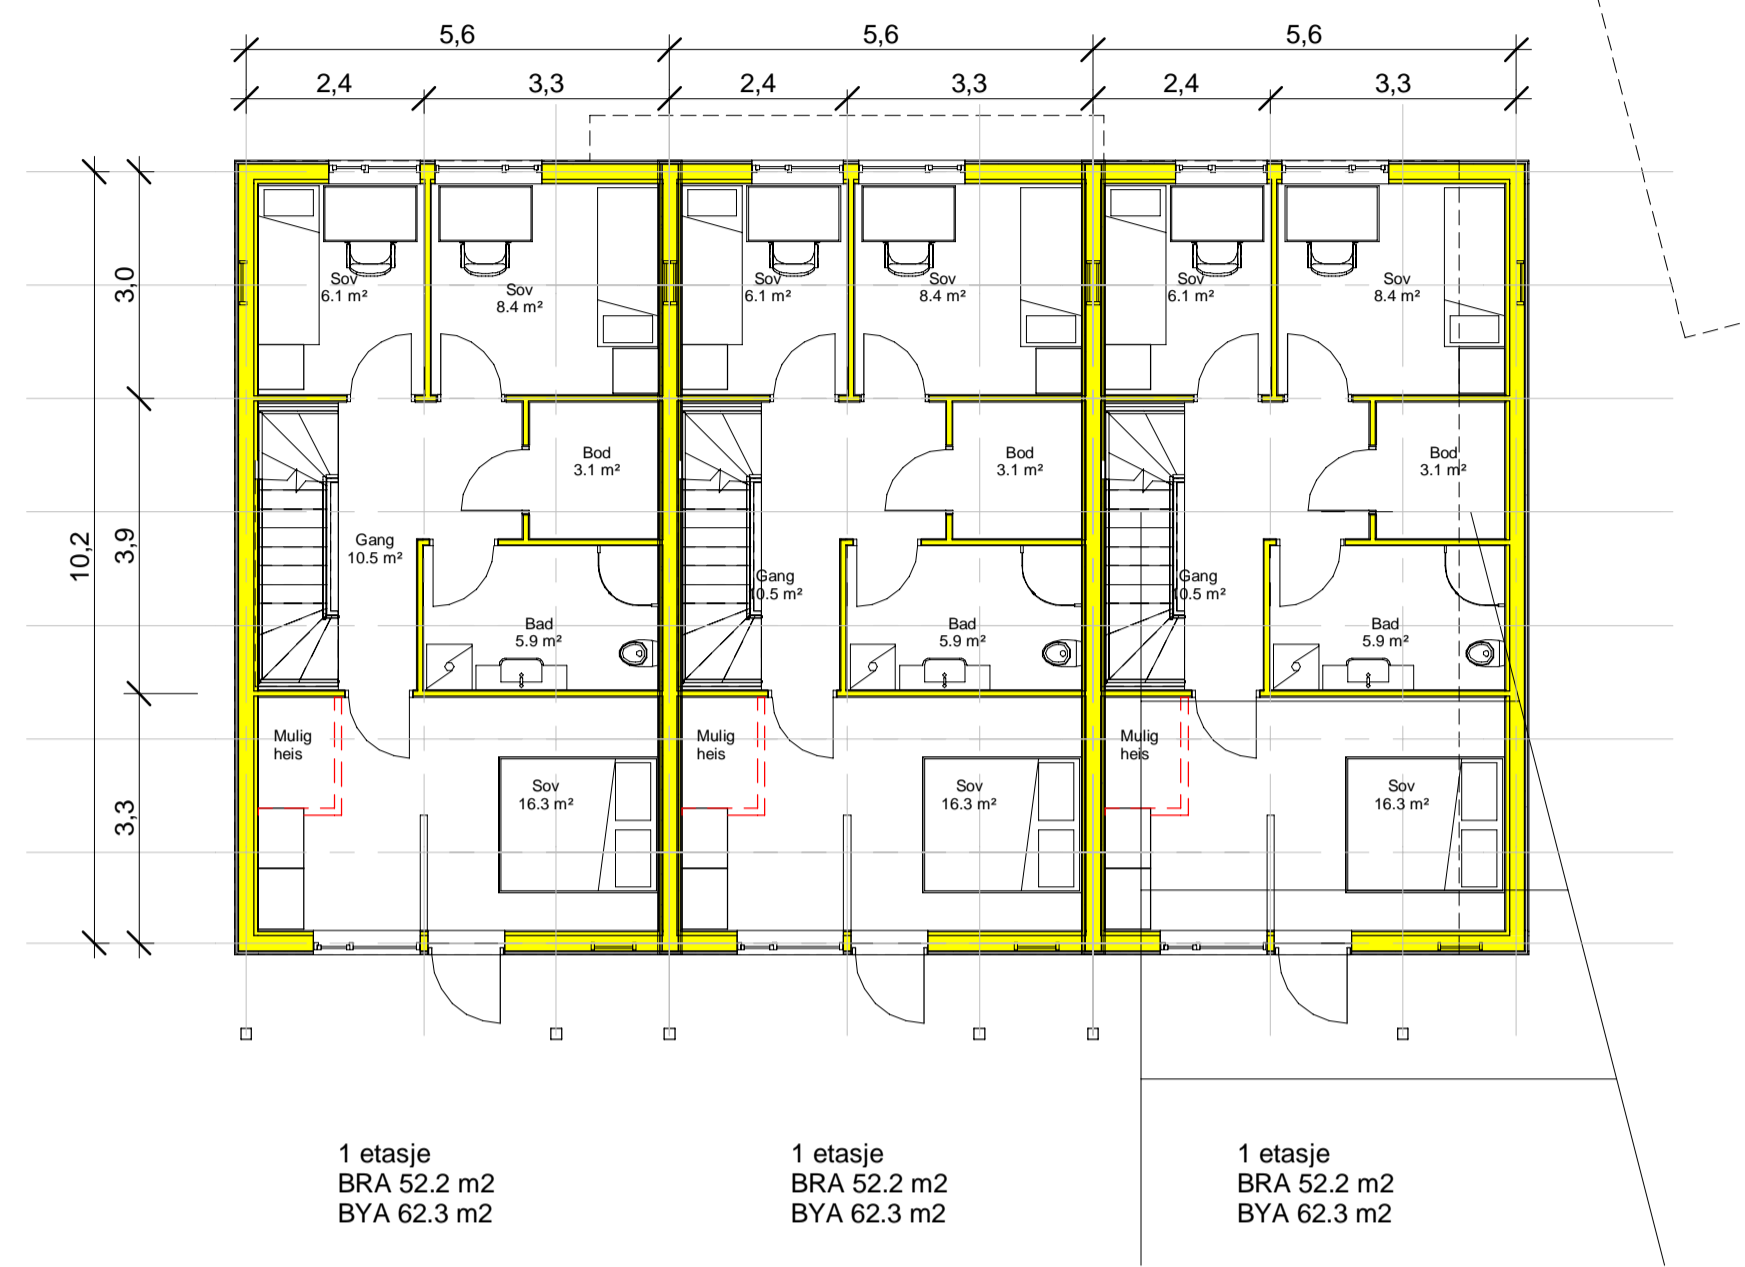 5,6
5,6
5,6
2,4
3,3
2,4
3,3
2,4
3,3
3,0
10,2
3,9
3,3
Sov
6.1 m²
Sov
8.4 m²
Sov
6.1 m²
Sov
8.4 m²
Sov
6.1 m²
Sov
8.4 m²
Bod
3.1 m²
Bod
3.1 m²
Bod
3.1 m²
Gang
10.5 m²
Gang
10.5 m²
Gang
10.5 m²
Bad
5.9 m²
Bad
5.9 m²
Bad
5.9 m²
Mulig
heis
Sov
16.3 m²
Mulig
heis
Sov
16.3 m²
Mulig
heis
Sov
16.3 m²
1 etasje
BRA 52.2 m2
BYA 62.3 m2
1 etasje
BRA 52.2 m2
BYA 62.3 m2
1 etasje
BRA 52.2 m2
BYA 62.3 m2